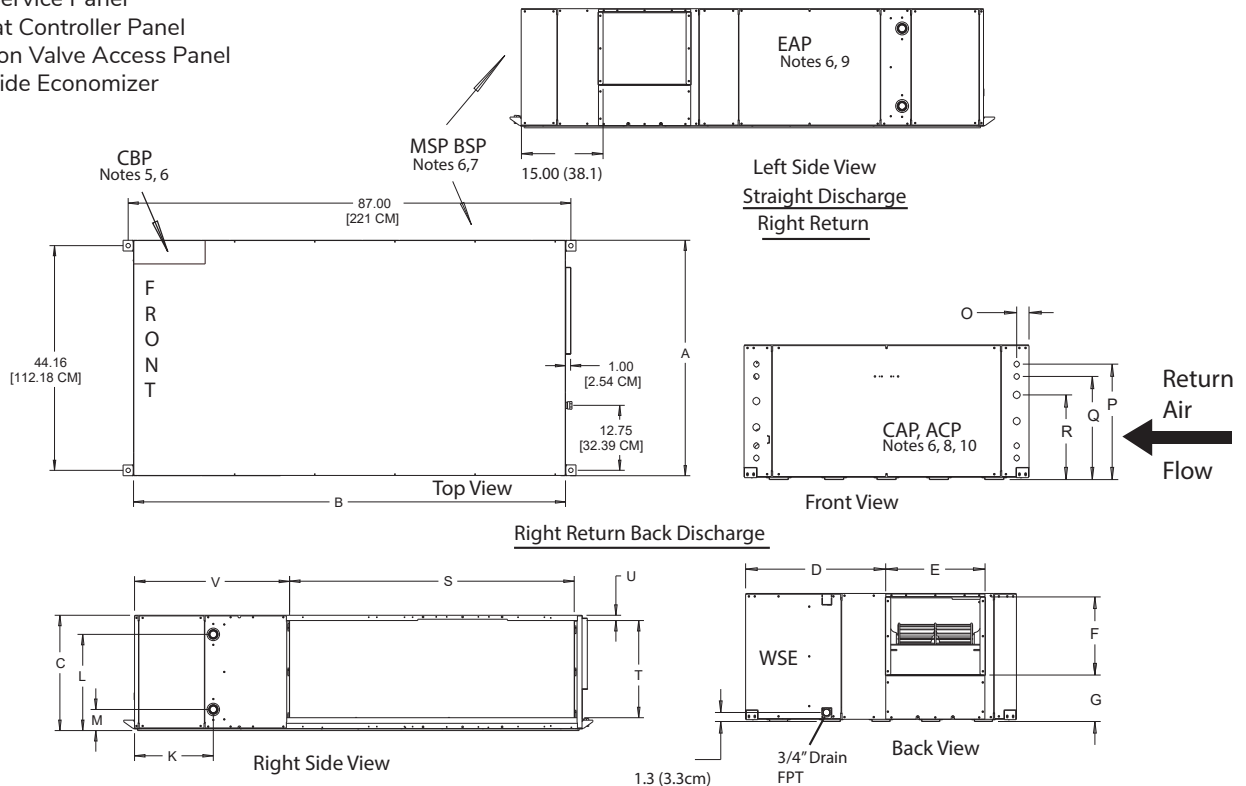 ervice Panel
at Controller Panel
on Valve Access Panel
ide Economizer
EAP
Notes 6, 9
15.00 (38.1)
Left Side View
Straight Discharge
Right Return
CBP
Notes 5, 6
MSP BSP
Notes 6,7
87.00
[221 CM]
F
R
O
N
T
44.16
[112.18 CM]
A
1.00
[2.54 CM]
12.75
[32.39 CM]
Top View
B
O
CAP, ACP
Notes 6, 8, 10
R
Q
P
Return
Air
Flow
Front View
Right Return Back Discharge
V
S
U
C
L
M
K
T
Right Side View
D
E
WSE
F
G
1.3 (3.3cm)
3/4" Drain
FPT
Back View